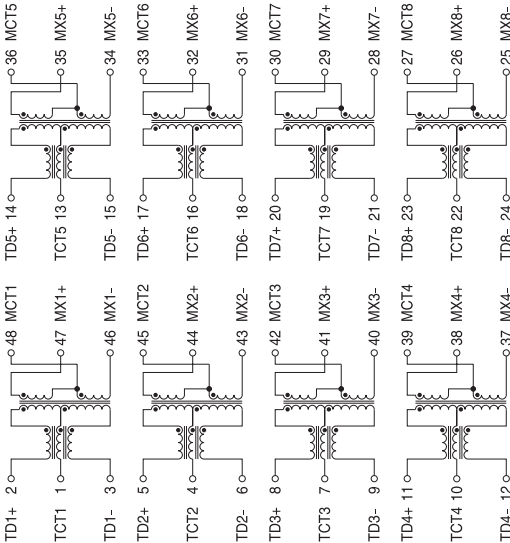 36 MCT5
35 MX5+
34 MX5-
33 MCT6
32 MX6+
31 MX6-
30 MCT7
29 MX7+
28 MX7-
27 MCT8
26 MX8+
25 MX8-
TD5+ 14
TCT5 13
TD5- 15
TD6+ 17
TCT6 16
TD6- 18
TD7+ 20
TCT7 19
TD7- 21
TD8+ 23
TCT8 22
TD8- 24
48 MCT1
47 MX1+
46 MX1-
45 MCT2
44 MX2+
43 MX2-
42 MCT3
41 MX3+
40 MX3-
39 MCT4
38 MX4+
37 MX4-
TD1+ 2
TCT1 1
TD1- 3
TD2+ 5
TCT2 4
TD2- 6
TD3+ 8
TCT3 7
TD3- 9
TD4+ 11
TCT4 10
TD4- 12